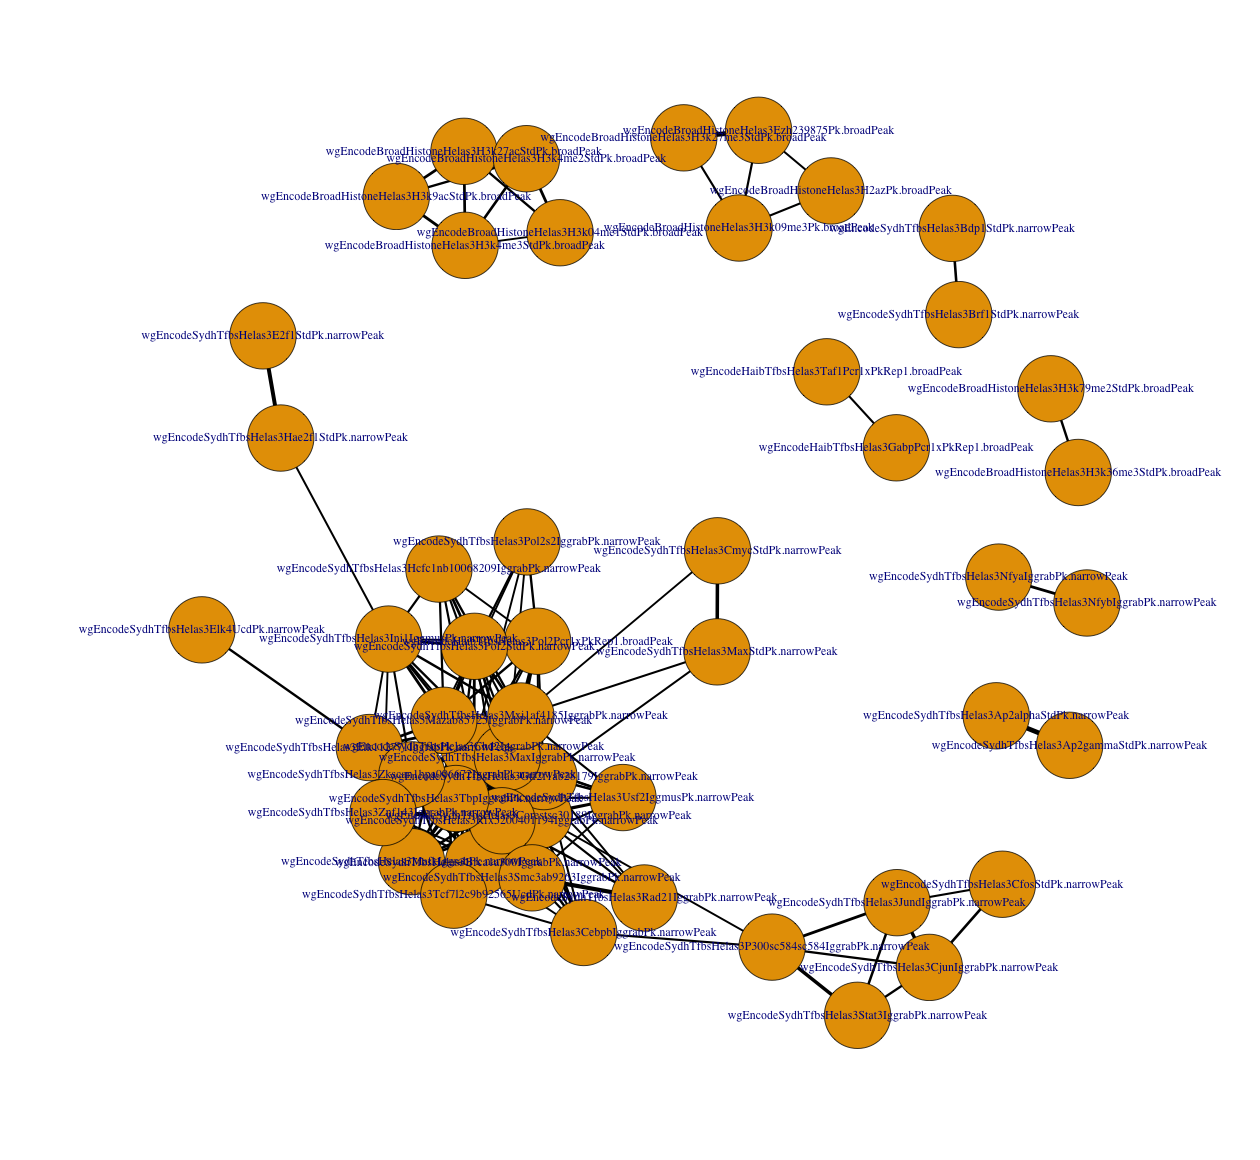 wgEncodeBroadHistoneHelas3Ezh239875Pk.broadPeak
wgEncodeBroadHistoneHelas3H3k27me3StdPk.broadPeak
wgEncodeBroadHistoneHelas3H3k27acStdPk.broadPeak
wgEncodeBroadHistoneHelas3H3k4me2StdPk.broadPeak
wgEncodeBroadHistoneHelas3H2azPk.broadPeak
wgEncodeBroadHistoneHelas3H3k9acStdPk.broadPeak
wgEncodeBroadHistoneHelas3H3k09me3Pk.broadPeak
wgEncodeSydhTfbsHelas3Bdp1StdPk.narrowPeak
wgEncodeBroadHistoneHelas3H3k04me1StdPk.broadPeak
wgEncodeBroadHistoneHelas3H3k4me3StdPk.broadPeak
wgEncodeSydhTfbsHelas3Brf1StdPk.narrowPeak
wgEncodeSydhTfbsHelas3E2f1StdPk.narrowPeak
wgEncodeHaibTfbsHelas3Taf1Pcr1xPkRep1.broadPeak
wgEncodeBroadHistoneHelas3H3k79me2StdPk.broadPeak
wgEncodeSydhTfbsHelas3Hae2f1StdPk.narrowPeak
wgEncodeHaibTfbsHelas3GabpPcr1xPkRep1.broadPeak
wgEncodeBroadHistoneHelas3H3k36me3StdPk.broadPeak
wgEncodeSydhTfbsHelas3Pol2s2IggrabPk.narrowPeak
wgEncodeSydhTfbsHelas3CmycStdPk.narrowPeak
wgEncodeSydhTfbsHelas3Hcfc1nb10068209IggrabPk.narrowPeak
wgEncodeSydhTfbsHelas3NfyaIggrabPk.narrowPeak
wgEncodeSydhTfbsHelas3NfybIggrabPk.narrowPeak
wgEncodeSydhTfbsHelas3Elk4UcdPk.narrowPeak
wgEncodeSydhTfbsHelas3Ini1IggmusPk.narrowPeak
wgEncodeHaibTfbsHelas3Pol2Pcr1xPkRep1.broadPeak
wgEncodeSydhTfbsHelas3Pol2StdPk.narrowPeak
wgEncodeSydhTfbsHelas3MaxStdPk.narrowPeak
wgEncodeSydhTfbsHelas3Mxi1af4185IggrabPk.narrowPeak
wgEncodeSydhTfbsHelas3Ap2alphaStdPk.narrowPeak
wgEncodeSydhTfbsHelas3Mazab85725IggrabPk.narrowPeak
wgEncodeSydhTfbsHelas3Ap2gammaStdPk.narrowPeak
wgEncodeSydhTfbsHelas3MaxIggrabPk.narrowPeak
wgEncodeSydhTfbsHelas3Usf2IggmusPk.narrowPeak
wgEncodeSydhTfbsHelas3TbpIggrabPk.narrowPeak
wgEncodeSydhTfbsHelas3Rfx5200401194IggrabPk.narrowPeak
wgEncodeSydhTfbsHelas3Smc3ab9263IggrabPk.narrowPeak
wgEncodeSydhTfbsHelas3CfosStdPk.narrowPeak
wgEncodeSydhTfbsHelas3Tcf7l2c9b92565UcdPk.narrowPeak
wgEncodeSydhTfbsHelas3Rad21IggrabPk.narrowPeak
wgEncodeSydhTfbsHelas3JundIggrabPk.narrowPeak
wgEncodeSydhTfbsHelas3CebpbIggrabPk.narrowPeak
wgEncodeSydhTfbsHelas3P300sc584sc584IggrabPk.narrowPeak
wgEncodeSydhTfbsHelas3CjunIggrabPk.narrowPeak
wgEncodeSydhTfbsHelas3Stat3IggrabPk.narrowPeak